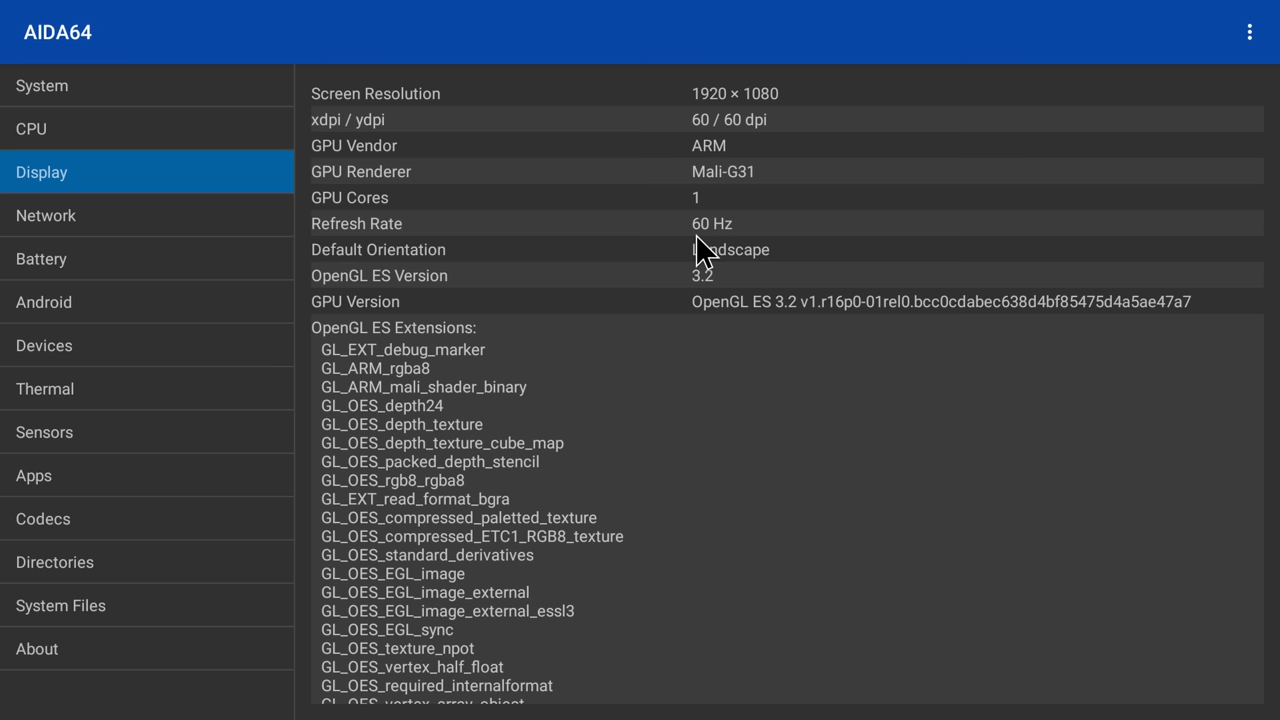 AIDA64
System
CPU
Display
Network
Battery
Android
Devices
Thermal
Sensors
Apps
Codecs
Directories
System Files
About
Screen Resolution 1920 × 1080
xdpi / ydpi 60 / 60 dpi
GPU Vendor ARM
GPU Renderer Mali-G31
GPU Cores 1
Refresh Rate 60 Hz
Default Orientation Landscape
OpenGL ES Version 3.2
GPU Version OpenGL ES 3.2 v1.r16p0-01rel0.bcc0cdabec638d4bf85475d4a5ae47a7
OpenGL ES Extensions:
GL_EXT_debug_marker
GL_ARM_rgba8
GL_ARM_mali_shader_binary
GL_OES_depth24
GL_OES_depth_texture
GL_OES_depth_texture_cube_map
GL_OES_packed_depth_stencil
GL_OES_rgb8_rgba8
GL_EXT_read_format_bgra
GL_OES_compressed_paletted_texture
GL_OES_compressed_ETC1_RGB8_texture
GL_OES_standard_derivatives
GL_OES_EGL_image
GL_OES_EGL_image_external
GL_OES_EGL_image_external_essl3
GL_OES_EGL_sync
GL_OES_texture_npot
GL_OES_vertex_half_float
GL_OES_required_internalformat
GL_OES_vertex_array_object